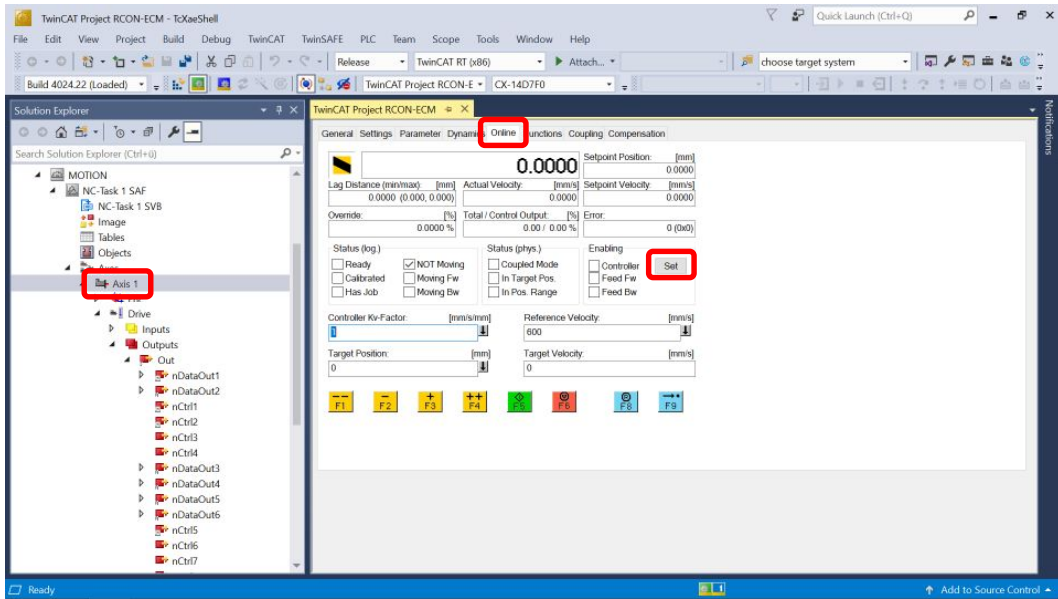 TwinCAT Project RCON-ECM - TcXaeShell
Quick Launch (Ctrl+Q)
File Edit View Project Build Debug TwinCAT TwinSAFE PLC Team Scope Tools Window Help
Release TwinCAT RT (x86) Attach... choose target system
Build 4024.22 (Loaded) TwinCAT Project RCON-E CX-14D7F0
Solution Explorer
Search Solution Explorer (Ctrl+ü)
MOTION
NC-Task 1 SAF
NC-Task 1 SVB
Image
Tables
Objects
Axis 1
Drive
Inputs
Outputs
Out
nDataOut1
nDataOut2
nCtrl1
nCtrl2
nCtrl3
nCtrl4
nDataOut3
nDataOut4
nDataOut5
nDataOut6
nCtrl5
nCtrl6
nCtrl7
TwinCAT Project RCON-ECM
Notifications
General Settings Parameter Online Coupling Compensation
0.0000 Setpoint Position: [mm]
0.0000
Lag Distance (min/max): [mm] Actual Velocity: [mm/s] Setpoint Velocity: [mm/s]
0.0000 (0.000, 0.000) 0.0000 0.0000
Override: [%] Total / Control Output: [%] Error:
0.0000 % 0.00 / 0.00 % 0 (0x0)
Status (log.) Status (phys.) Enabling
Ready NOT Moving Coupled Mode Controller Set
Calibrated Moving Fw In Target Pos. Feed Fw
Has Job Moving Bw In Pos. Range Feed Bw
Controller Kv-Factor: [mm/s/mm] Reference Velocity: [mm/s]
1 600
Target Position: [mm] Target Velocity: [mm/s]
0 0
-- - + ++
F1 F2 F3 F4 F5 F6 F8 F9
Ready
1
Add to Source Control